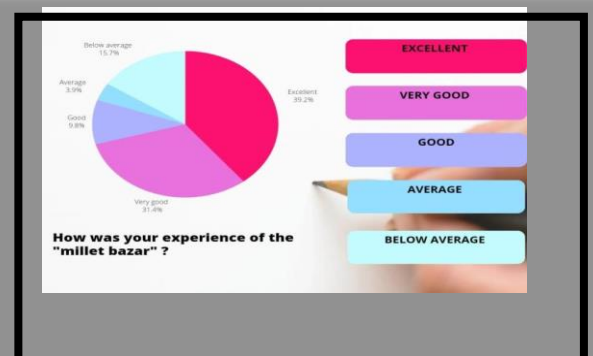 Below average
15.7%
Average
3.9%
Good
9.8%
Very good
31.4%
Excellent
39.2%
EXCELLENT
VERY GOOD
GOOD
AVERAGE
BELOW AVERAGE
How was your experience of the
"millet bazar" ?